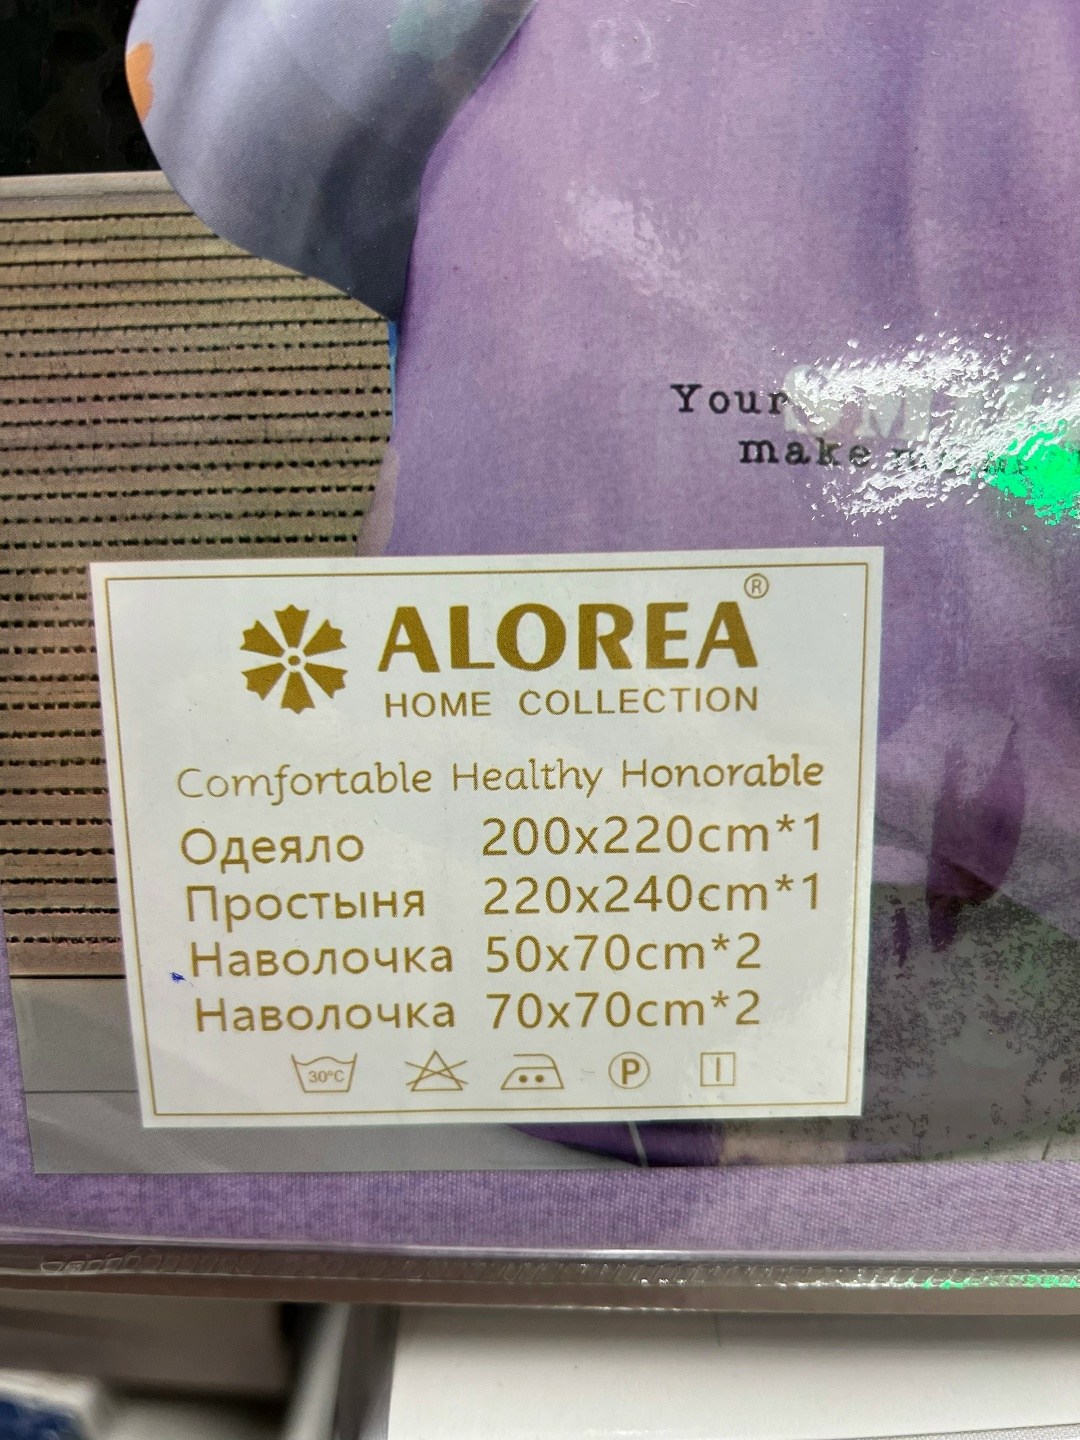 Your
make
ALOREA®
HOME COLLECTION
Comfortable Healthy Honorable
Одеяло 200x220cm*1
Простыня 220x240cm*1
Наволочка 50x70cm*2
Наволочка 70x70cm*2
30°C P